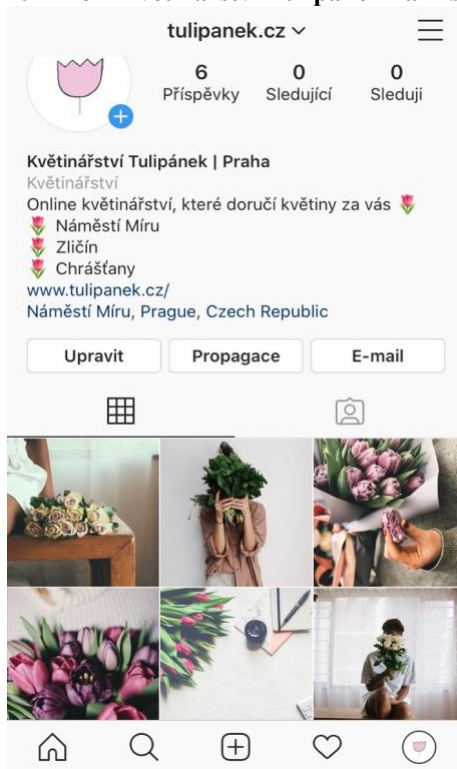 tulipanek.cz
6 0 0
Příspěvky Sledující Sleduji
Květinářství Tulipánek | Praha
Květinářství
Online květinářství, které doručí květiny za vás 🌷
🌷 Náměstí Míru
🌷 Zličín
🌷 Chrášťany
www.tulipanek.cz/
Náměstí Míru, Prague, Czech Republic
Upravit Propagace E-mail